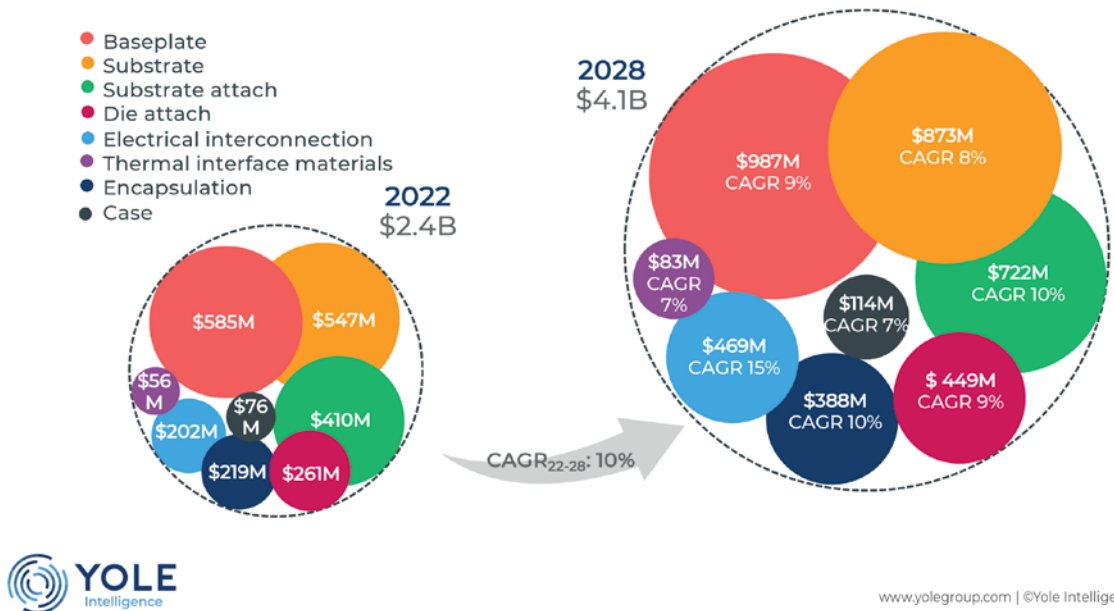 Baseplate
Substrate
Substrate attach
Die attach
Electrical interconnection
Thermal interface materials
Encapsulation
Case
2022
$2.4B
$585M
$547M
$56
M
$76
M
$410M
$202M
$219M
$261M
CAGR22-28: 10%
2028
$4.1B
$987M
CAGR 9%
$873M
CAGR 8%
$83M
CAGR
7%
$114M
CAGR 7%
$722M
CAGR 10%
$469M
CAGR 15%
$388M
CAGR 10%
$ 449M
CAGR 9%
YOLE
Intelligence
www.yolegroup.com | ©Yole Intellige